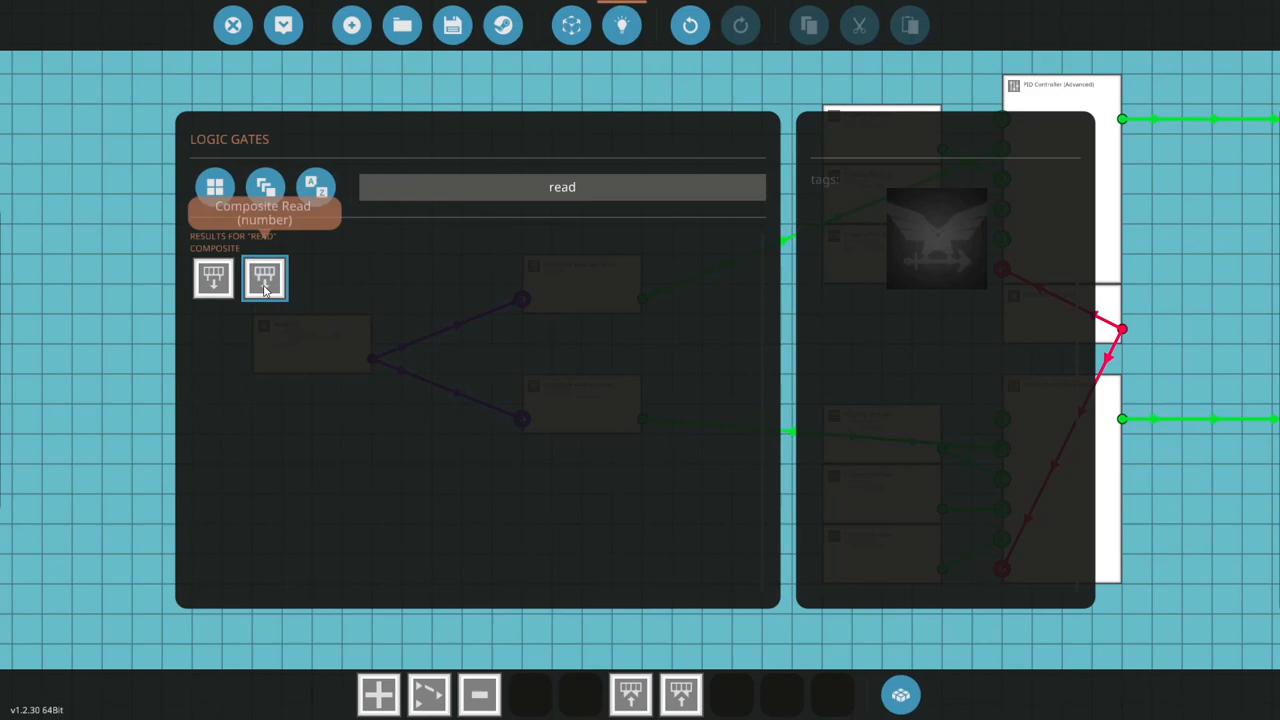 PID Controller (Advanced)
LOGIC GATES
read
tags:
Composite Read
(number)
RESULTS FOR "READ"
COMPOSITE
v1.2.30 64Bit